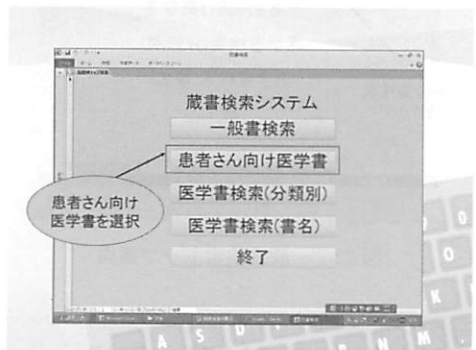 蔵書検索システム
一般書検索
患者さん向け医学書
患者さん向け
医学書を選択
医学書検索(分類別)
医学書検索(書名)
終了
A S D
K
N M
O